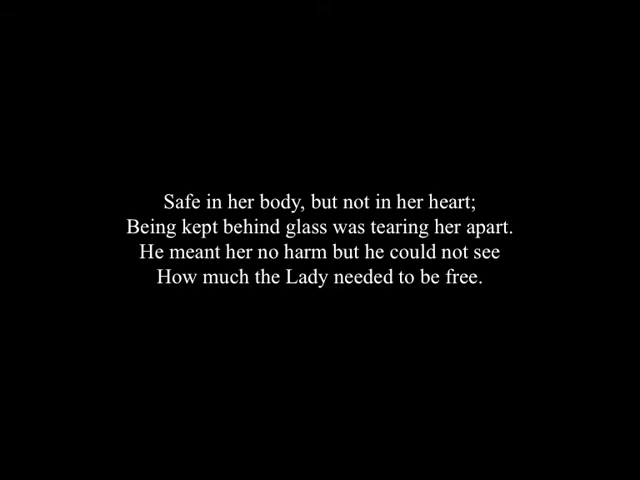 Safe in her body, but not in her heart;
Being kept behind glass was tearing her apart.
He meant her no harm but he could not see
How much the Lady needed to be free.